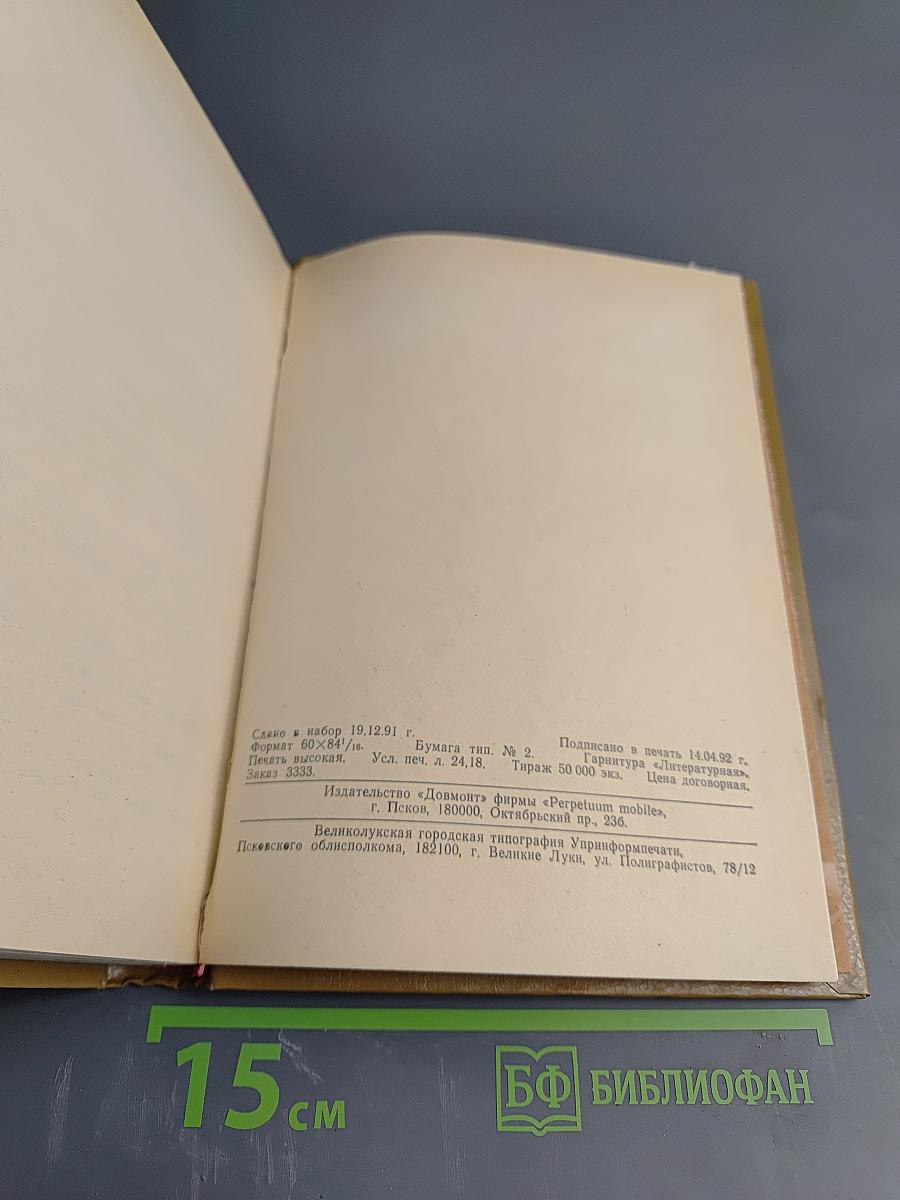 Сдано в набор 19.12.91 г. Подписано в печать 14.04.92 г.
Формат 60×84¹/₁₆. Бумага тип. № 2. Гарнитура «Литературная».
Печать высокая. Усл. печ. л. 24,18. Тираж 50 000 экз. Цена договорная.
Заказ 3333.
Издательство «Довмонт» фирмы «Perpetuum mobile»,
г. Псков, 180000, Октябрьский пр., 23б.
Великолукская городская типография Упринформпечати,
Псковского облисполкома, 182100, г. Великие Луки, ул. Полиграфистов, 78/12
15 см
БФ БИБЛИОФАН